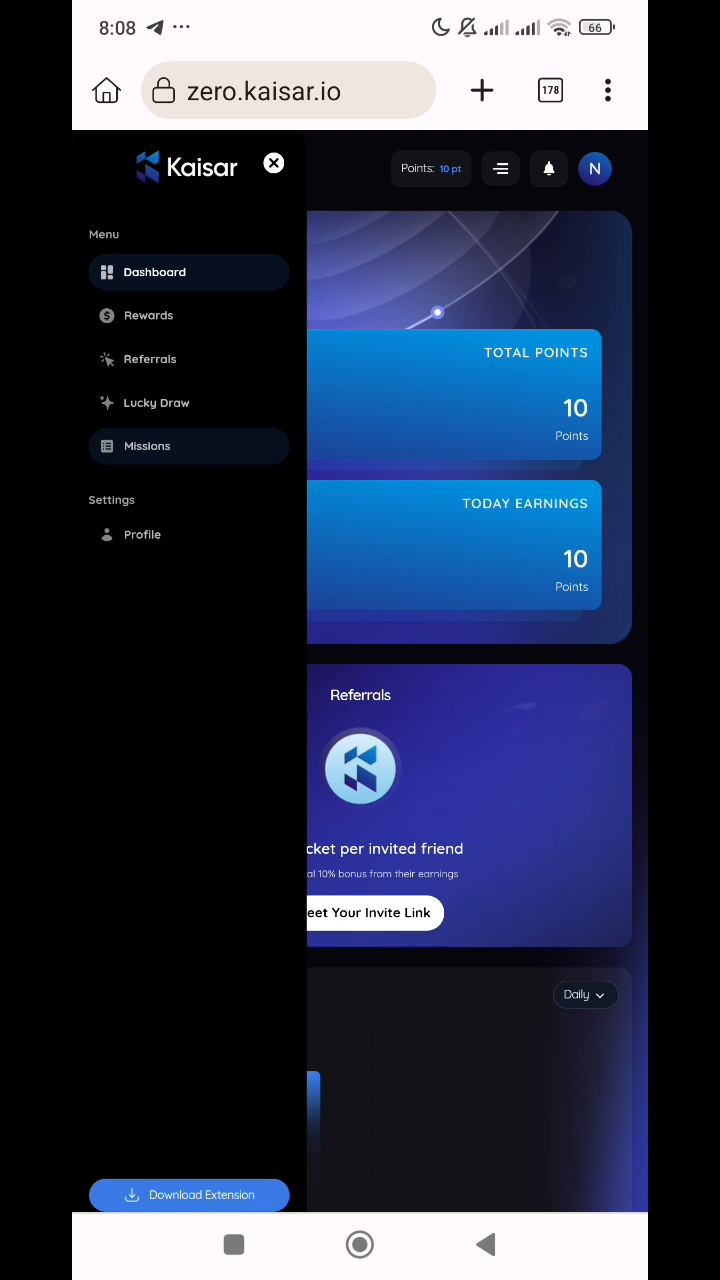 8:08
66
zero.kaisar.io
178
Kaisar
Points: 10 pt
N
Menu
Dashboard
Rewards
Referrals
Lucky Draw
Missions
Settings
Profile
TOTAL POINTS
10
Points
TODAY EARNINGS
10
Points
Referrals
cket per invited friend
al 10% bonus from their earnings
eet Your Invite Link
Daily
Download Extension